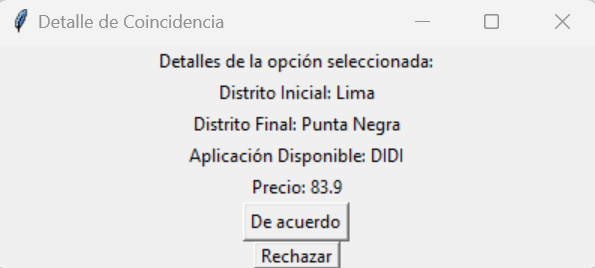 Detalle de Coincidencia
Detalles de la opción seleccionada:
Distrito Inicial: Lima
Distrito Final: Punta Negra
Aplicación Disponible: DIDI
Precio: 83.9
De acuerdo
Rechazar